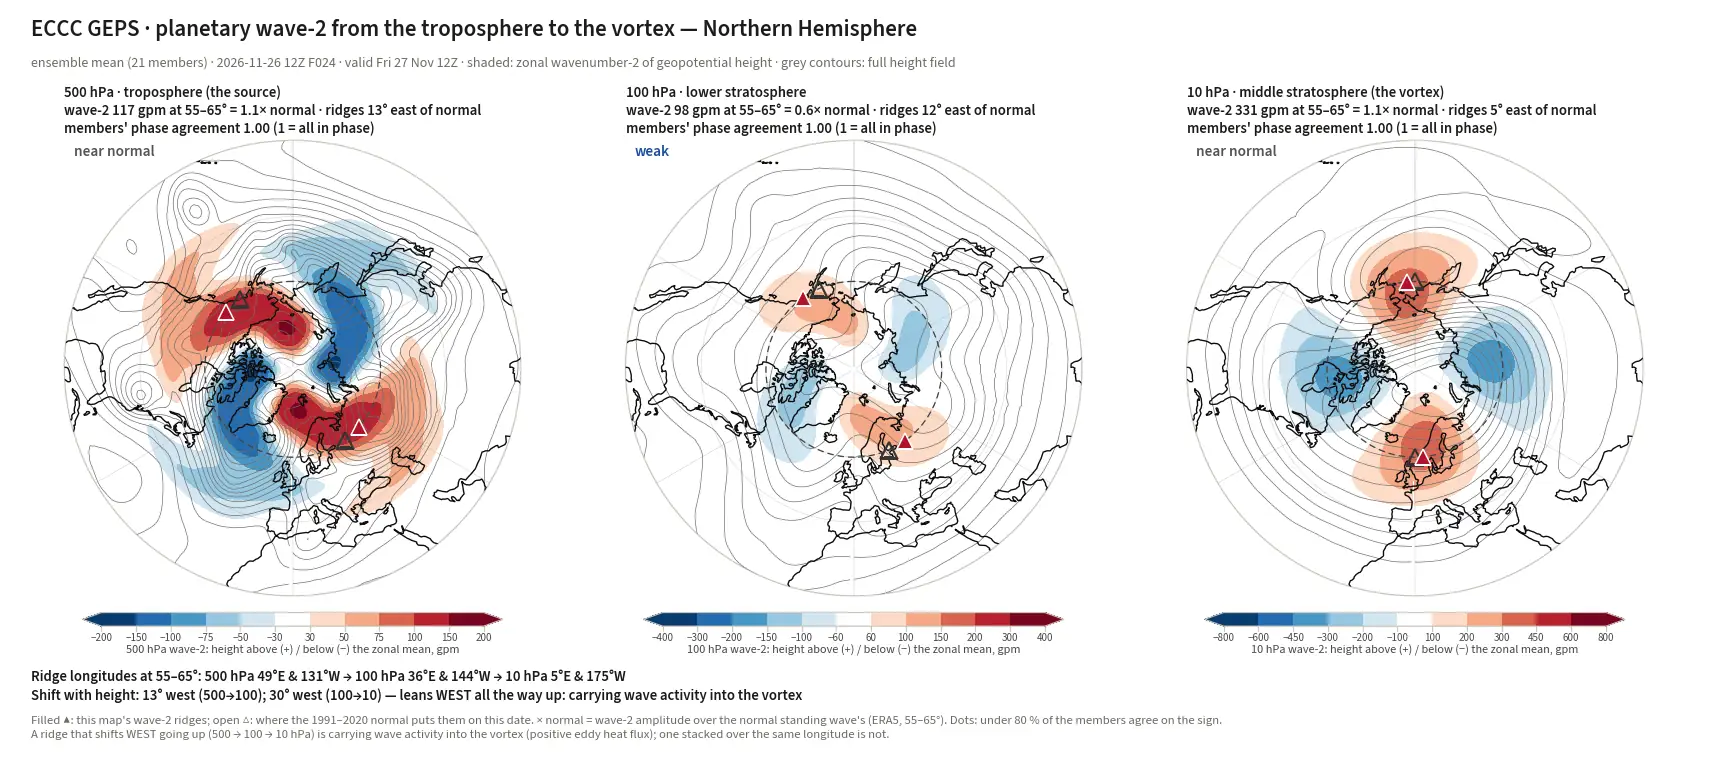 ECCC GEPS · planetary wave-2 from the troposphere to the vortex — Northern Hemisphere
ensemble mean (21 members) · 2026-11-26 12Z F024 · valid Fri 27 Nov 12Z · shaded: zonal wavenumber-2 of geopotential height · grey contours: full height field
500 hPa · troposphere (the source)
wave-2 117 gpm at 55–65° = 1.1× normal · ridges 13° east of normal
members' phase agreement 1.00 (1 = all in phase)
near normal
100 hPa · lower stratosphere
wave-2 98 gpm at 55–65° = 0.6× normal · ridges 12° east of normal
members' phase agreement 1.00 (1 = all in phase)
weak
10 hPa · middle stratosphere (the vortex)
wave-2 331 gpm at 55–65° = 1.1× normal · ridges 5° east of normal
members' phase agreement 1.00 (1 = all in phase)
near normal
−200 −150 −100 −75 −50 −30 30 50 75 100 150 200
500 hPa wave-2: height above (+) / below (−) the zonal mean, gpm
−400 −300 −200 −150 −100 −60 60 100 150 200 300 400
100 hPa wave-2: height above (+) / below (−) the zonal mean, gpm
−800 −600 −450 −300 −200 −100 100 200 300 450 600 800
10 hPa wave-2: height above (+) / below (−) the zonal mean, gpm
Ridge longitudes at 55–65°: 500 hPa 49°E & 131°W → 100 hPa 36°E & 144°W → 10 hPa 5°E & 175°W
Shift with height: 13° west (500→100); 30° west (100→10) — leans WEST all the way up: carrying wave activity into the vortex
Filled ▲: this map's wave-2 ridges; open △: where the 1991–2020 normal puts them on this date. × normal = wave-2 amplitude over the normal standing wave's (ERA5, 55–65°). Dots: under 80 % of the members agree on the sign.
A ridge that shifts WEST going up (500 → 100 → 10 hPa) is carrying wave activity into the vortex (positive eddy heat flux); one stacked over the same longitude is not.